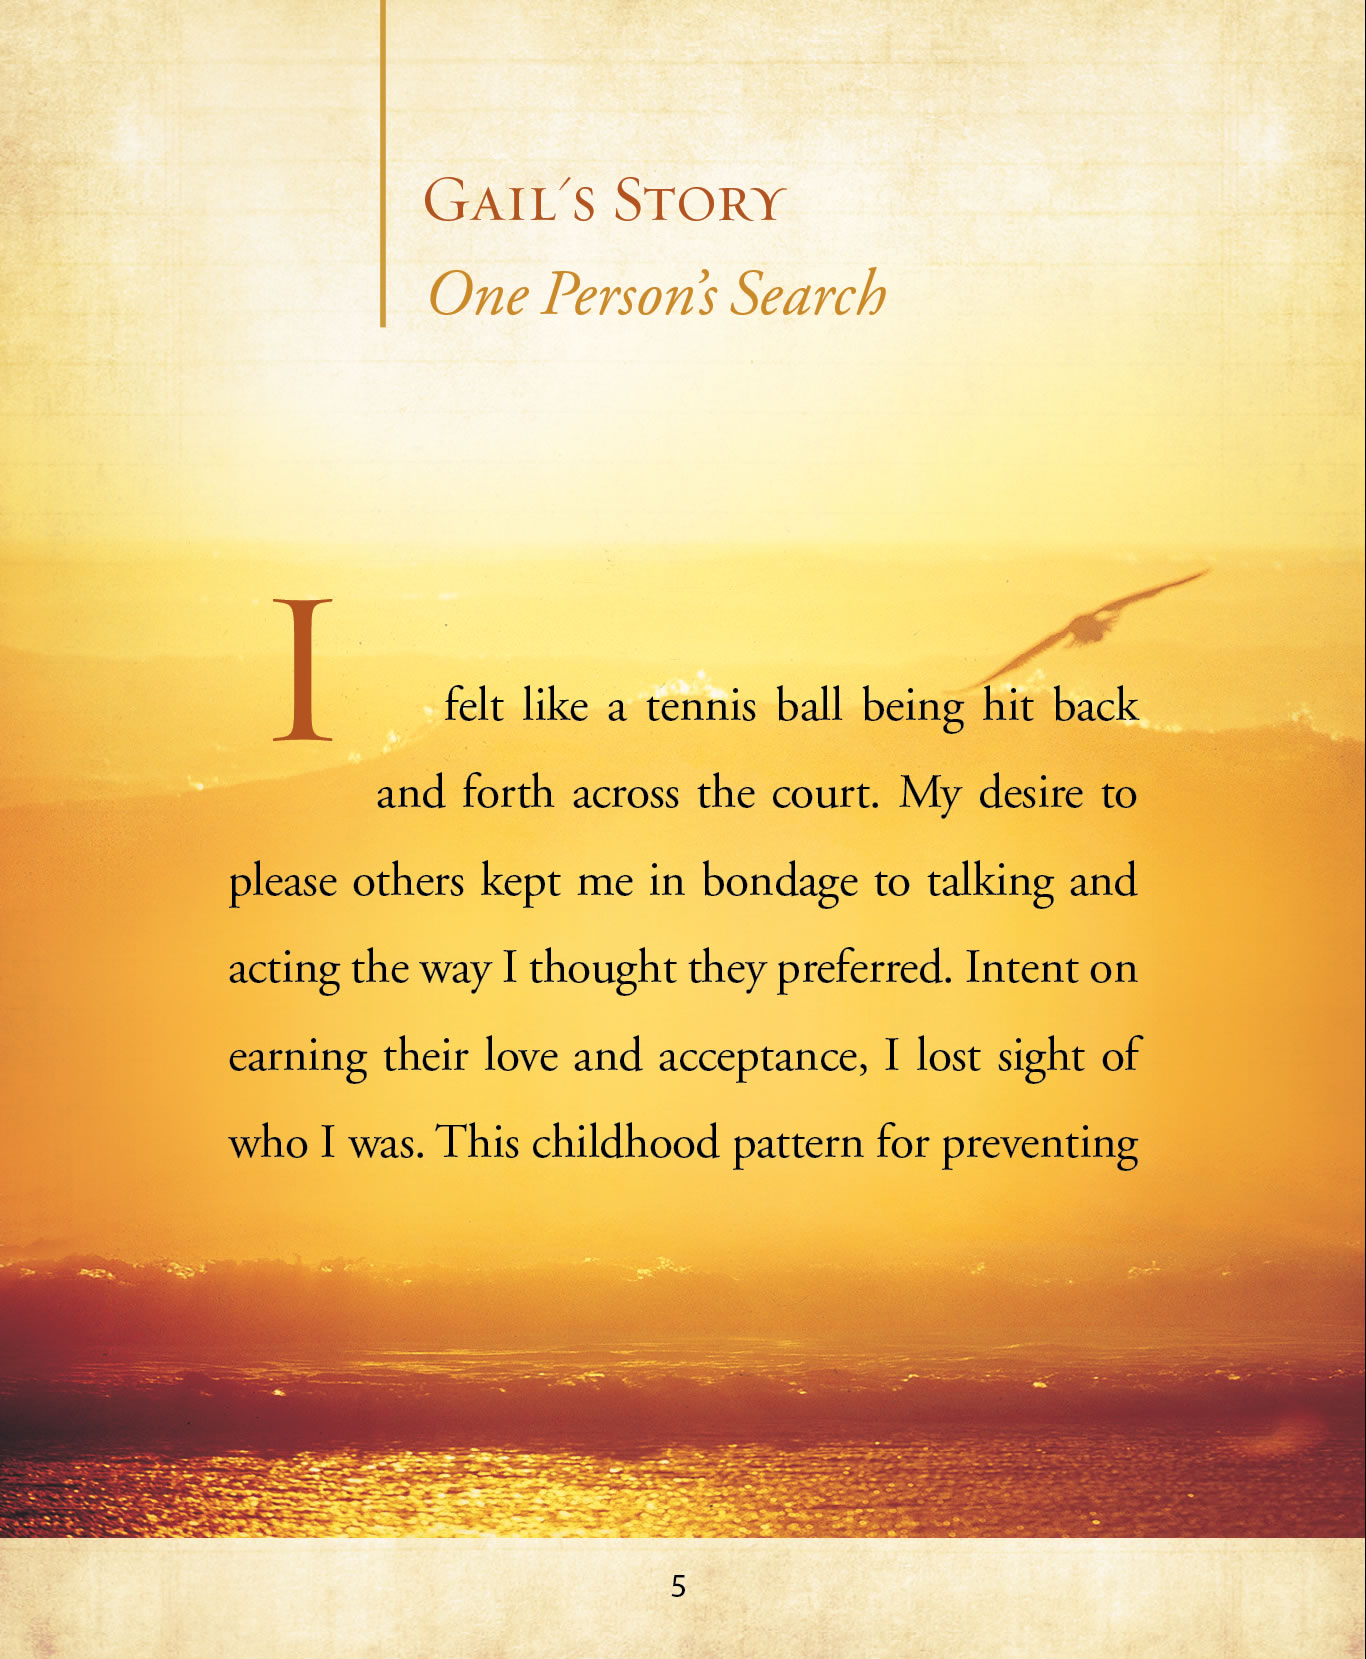 Gail´s Story
One Person’s Search
I felt like a tennis ball being hit back
and forth across the court. My desire to
please others kept me in bondage to talking and
acting the way I thought they preferred. Intent on
earning their love and acceptance, I lost sight of
who I was. This childhood pattern for preventing
5